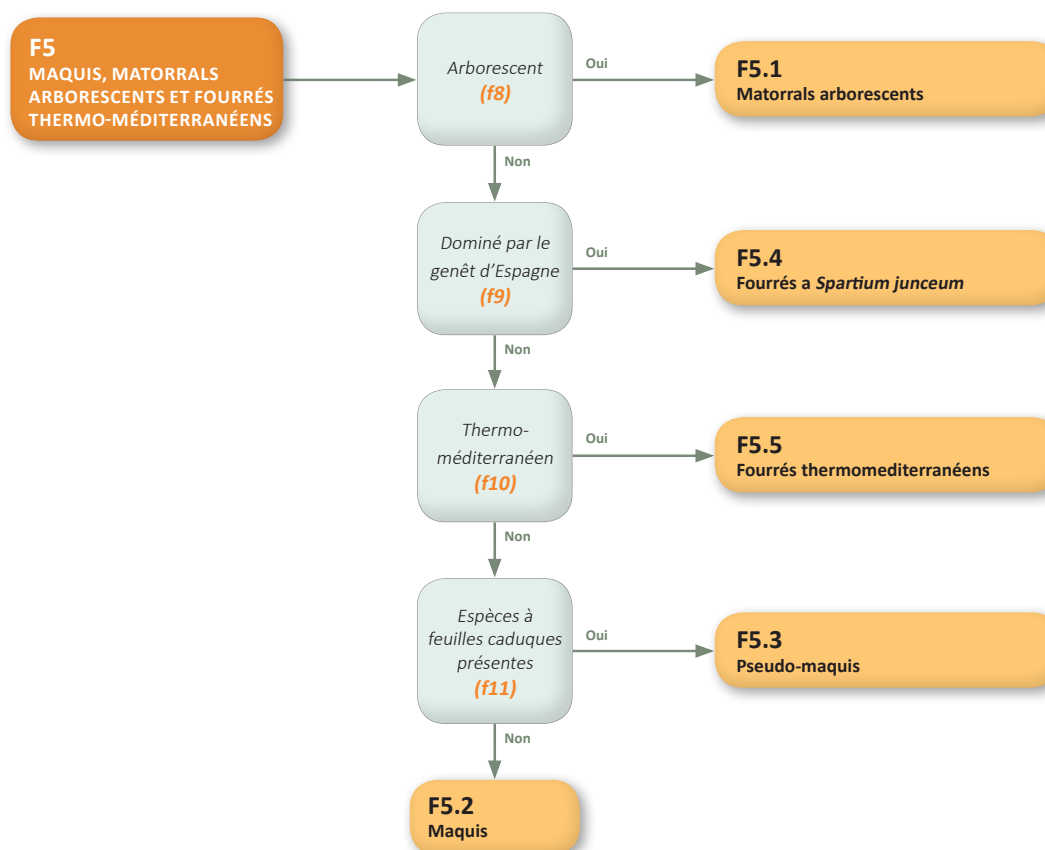 F5
MAQUIS, MATORRALS
ARBORESCENTS ET FOURRÉS
THERMO-MÉDITERRANÉENS
Arborescent
(f8)
Oui
F5.1
Matorrals arborescents
Non
Dominé par le
genêt d’Espagne
(f9)
Oui
F5.4
Fourrés a Spartium junceum
Non
Thermo-
méditerranéen
(f10)
Oui
F5.5
Fourrés thermomediterranéens
Non
Espèces à
feuilles caduques
présentes
(f11)
Oui
F5.3
Pseudo-maquis
Non
F5.2
Maquis